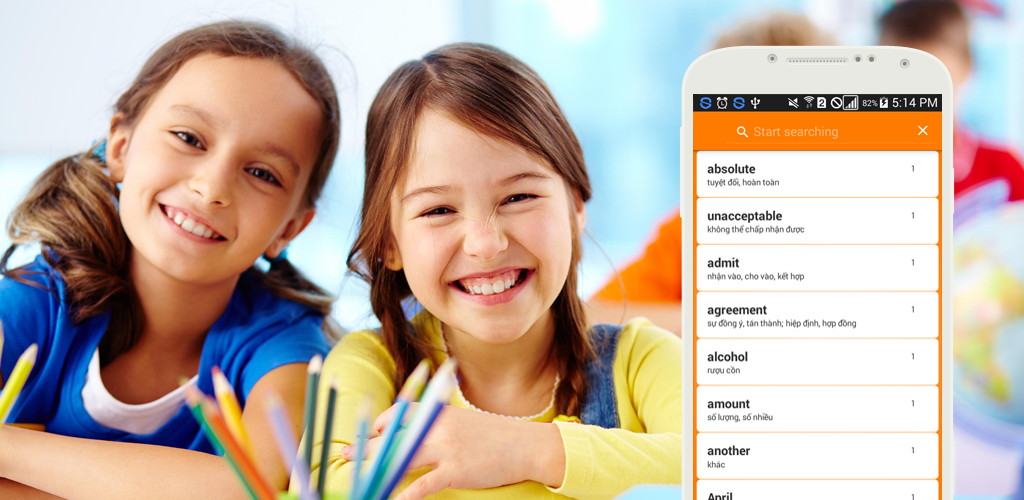 2 82% 5:14 PM
Start searching
absolute 1
tuyệt đối, hoàn toàn
unacceptable 1
không thể chấp nhận được
admit 1
nhận vào, cho vào, kết hợp
agreement 1
sự đồng ý, tán thành; hiệp định, hợp đồng
alcohol 1
rượu cồn
amount 1
số lượng, số nhiều
another 1
khác
April